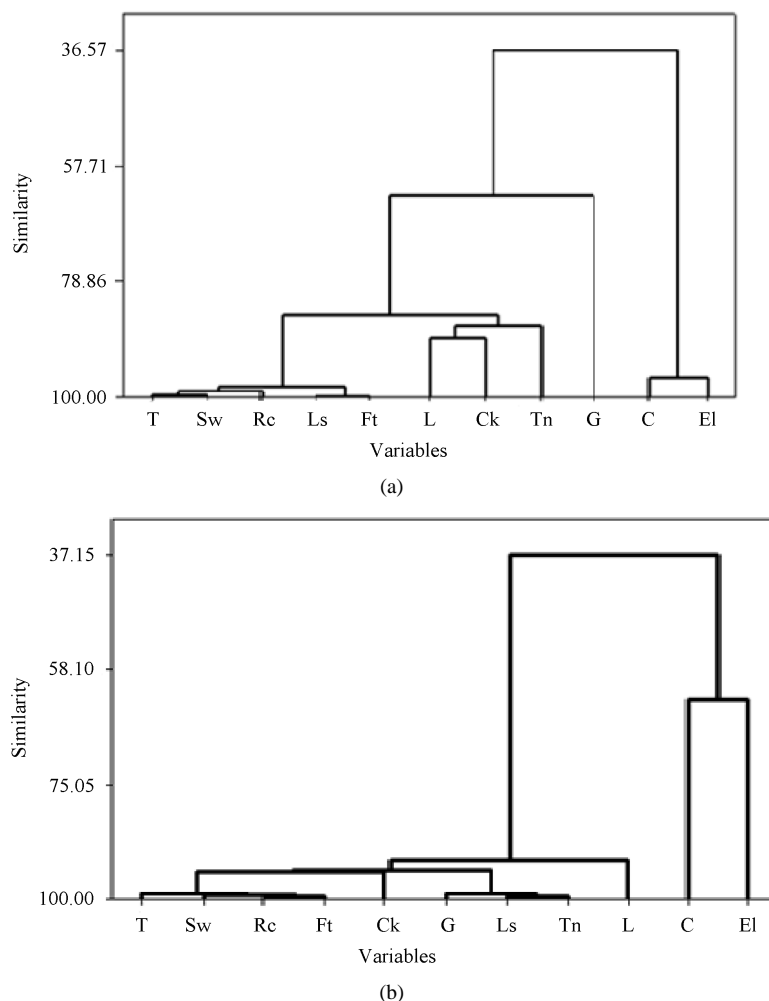 36.57
57.71
78.86
100.00
Similarity
T Sw Rc Ls Ft L Ck Tn G C El
Variables
(a)
37.15
58.10
75.05
100.00
Similarity
T Sw Rc Ft Ck G Ls Tn L C El
Variables
(b)